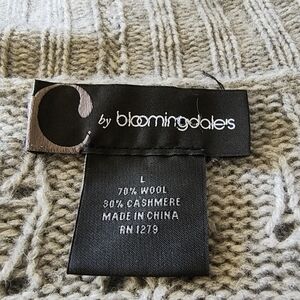 C by bloomingdale's
L
70% WOOL
30% CASHMERE
MADE IN CHINA
RN 1279